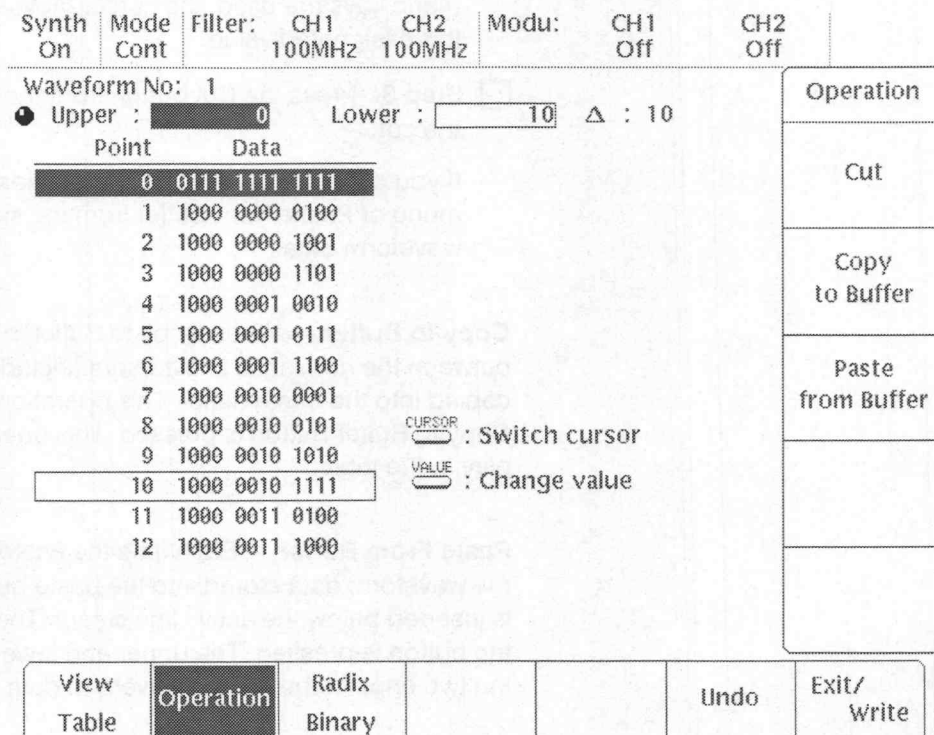 Synth Mode Filter: CH1 CH2 Modu: CH1 CH2
On Cont 100MHz 100MHz Off Off
Waveform No: 1
Upper : 0 Lower : 10 Δ : 10
Point Data
0 0111 1111 1111
1 1000 0000 0100
2 1000 0000 1001
3 1000 0000 1101
4 1000 0001 0010
5 1000 0001 0111
6 1000 0001 1100
7 1000 0010 0001
8 1000 0010 0101
9 1000 0010 1010
10 1000 0010 1111
11 1000 0011 0100
12 1000 0011 1000
CURSOR : Switch cursor
VALUE : Change value
Operation
Cut
Copy
to Buffer
Paste
from Buffer
View
Table
Operation
Radix
Binary
Undo
Exit/
Write